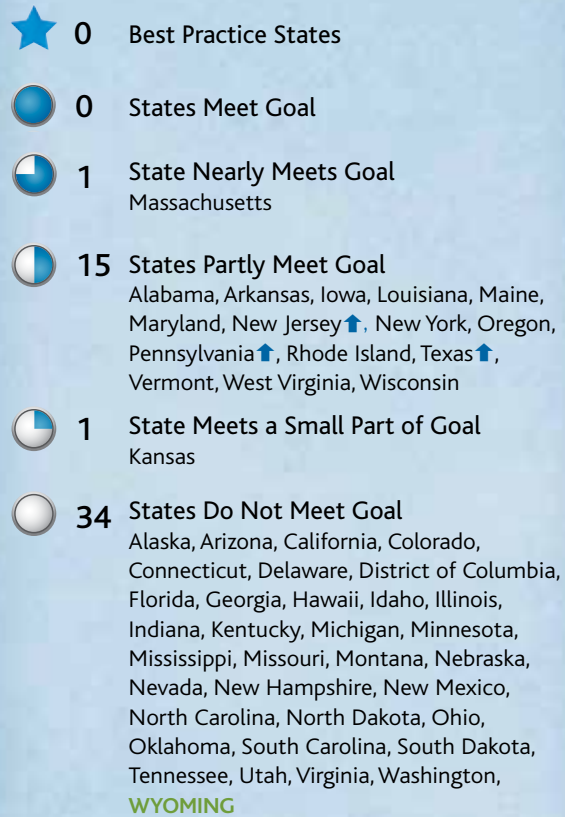 0 Best Practice States
0 States Meet Goal
1 State Nearly Meets Goal
Massachusetts
15 States Partly Meet Goal
Alabama, Arkansas, Iowa, Louisiana, Maine,
Maryland, New Jersey⬆, New York, Oregon,
Pennsylvania⬆, Rhode Island, Texas⬆,
Vermont, West Virginia, Wisconsin
1 State Meets a Small Part of Goal
Kansas
34 States Do Not Meet Goal
Alaska, Arizona, California, Colorado,
Connecticut, Delaware, District of Columbia,
Florida, Georgia, Hawaii, Idaho, Illinois,
Indiana, Kentucky, Michigan, Minnesota,
Mississippi, Missouri, Montana, Nebraska,
Nevada, New Hampshire, New Mexico,
North Carolina, North Dakota, Ohio,
Oklahoma, South Carolina, South Dakota,
Tennessee, Utah, Virginia, Washington,
WYOMING